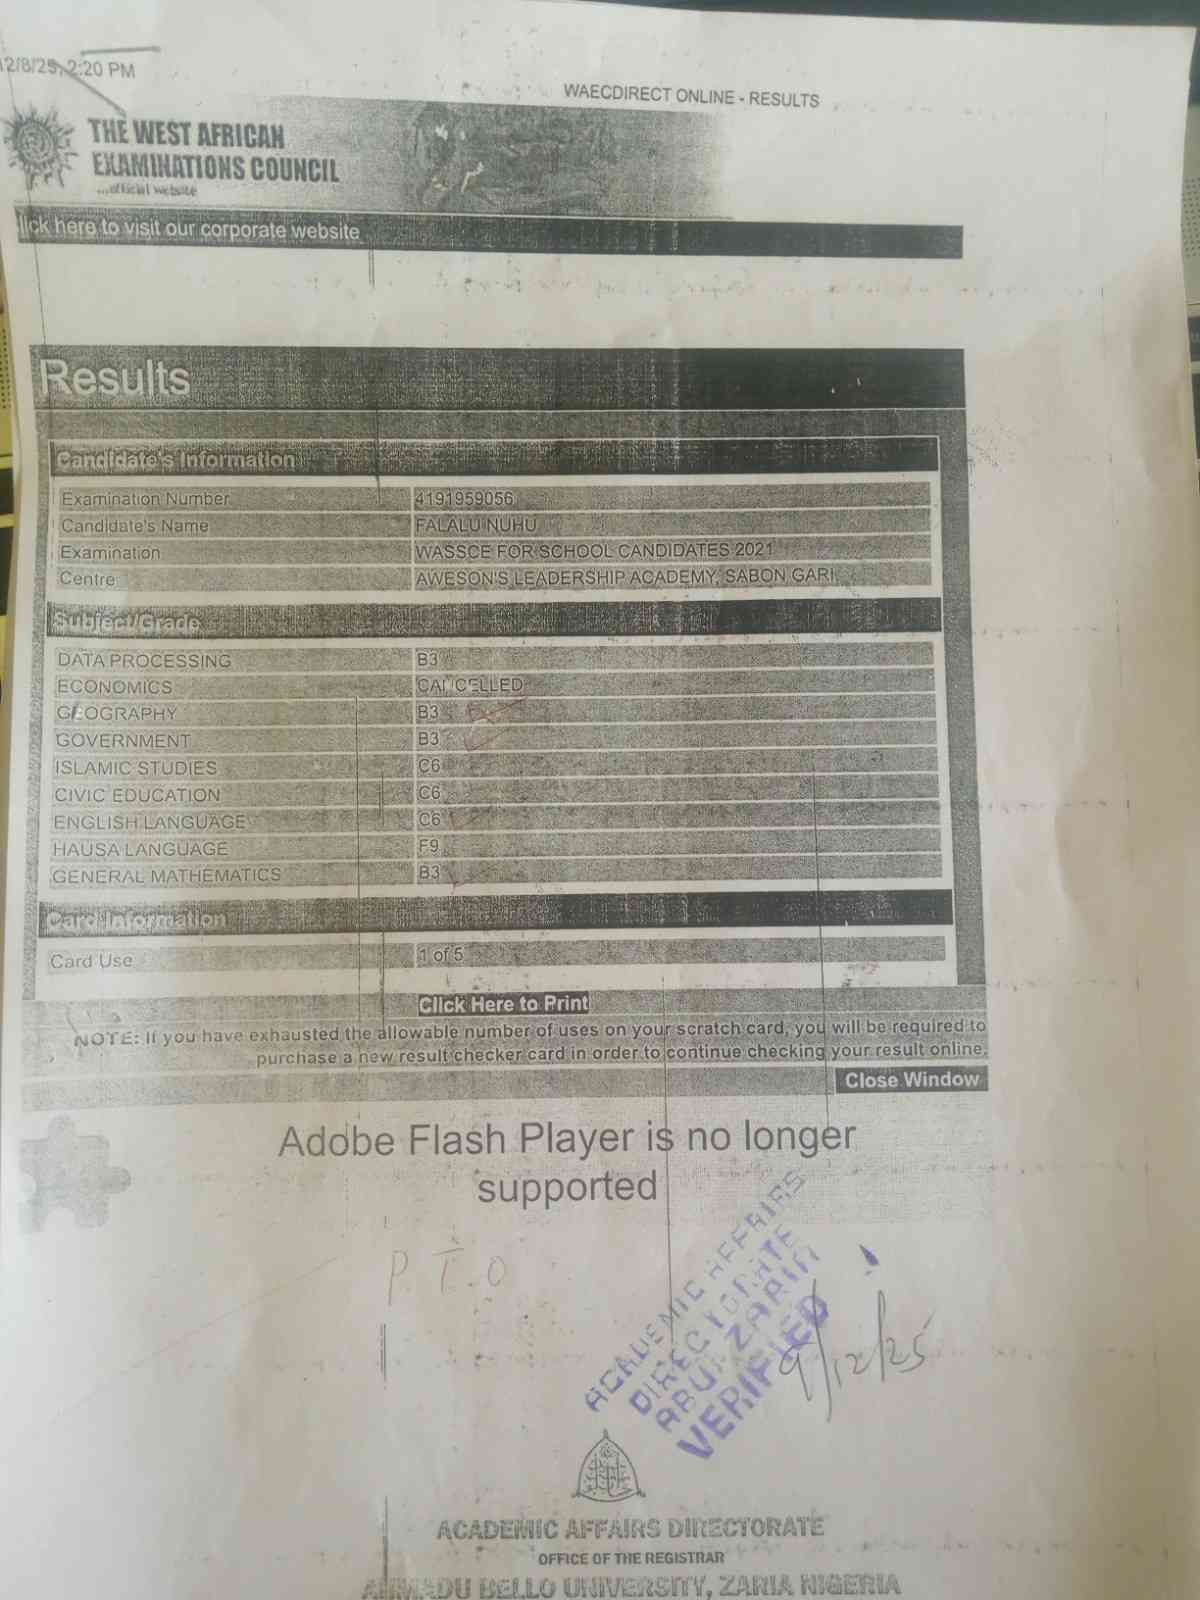 12/8/25, 2:20 PM
WAECDIRECT ONLINE - RESULTS
THE WEST AFRICAN
EXAMINATIONS COUNCIL
...official website
lick here to visit our corporate website
Results
Candidate's Information
Examination Number 4191959056
Candidate's Name FALALU NUHU
Examination WASSCE FOR SCHOOL CANDIDATES 2021
Centre AWESON'S LEADERSHIP ACADEMY, SABON GARI
Subject/Grade
DATA PROCESSING B3
ECONOMICS CANCELLED
GEOGRAPHY B3
GOVERNMENT B3
ISLAMIC STUDIES C6
CIVIC EDUCATION C6
ENGLISH LANGUAGE C6
HAUSA LANGUAGE F9
GENERAL MATHEMATICS B3
Card Information
Card Use 1 of 5
Click Here to Print
NOTE: If you have exhausted the allowable number of uses on your scratch card, you will be required to
purchase a new result checker card in order to continue checking your result online.
Close Window
Adobe Flash Player is no longer
supported
P.T.O
ACADEMIC AFFAIRS
DIRECTORATE
ABU. ZARIA
VERIFIED
9/12/25
ACADEMIC AFFAIRS DIRECTORATE
OFFICE OF THE REGISTRAR
AHMADU BELLO UNIVERSITY, ZARIA NIGERIA